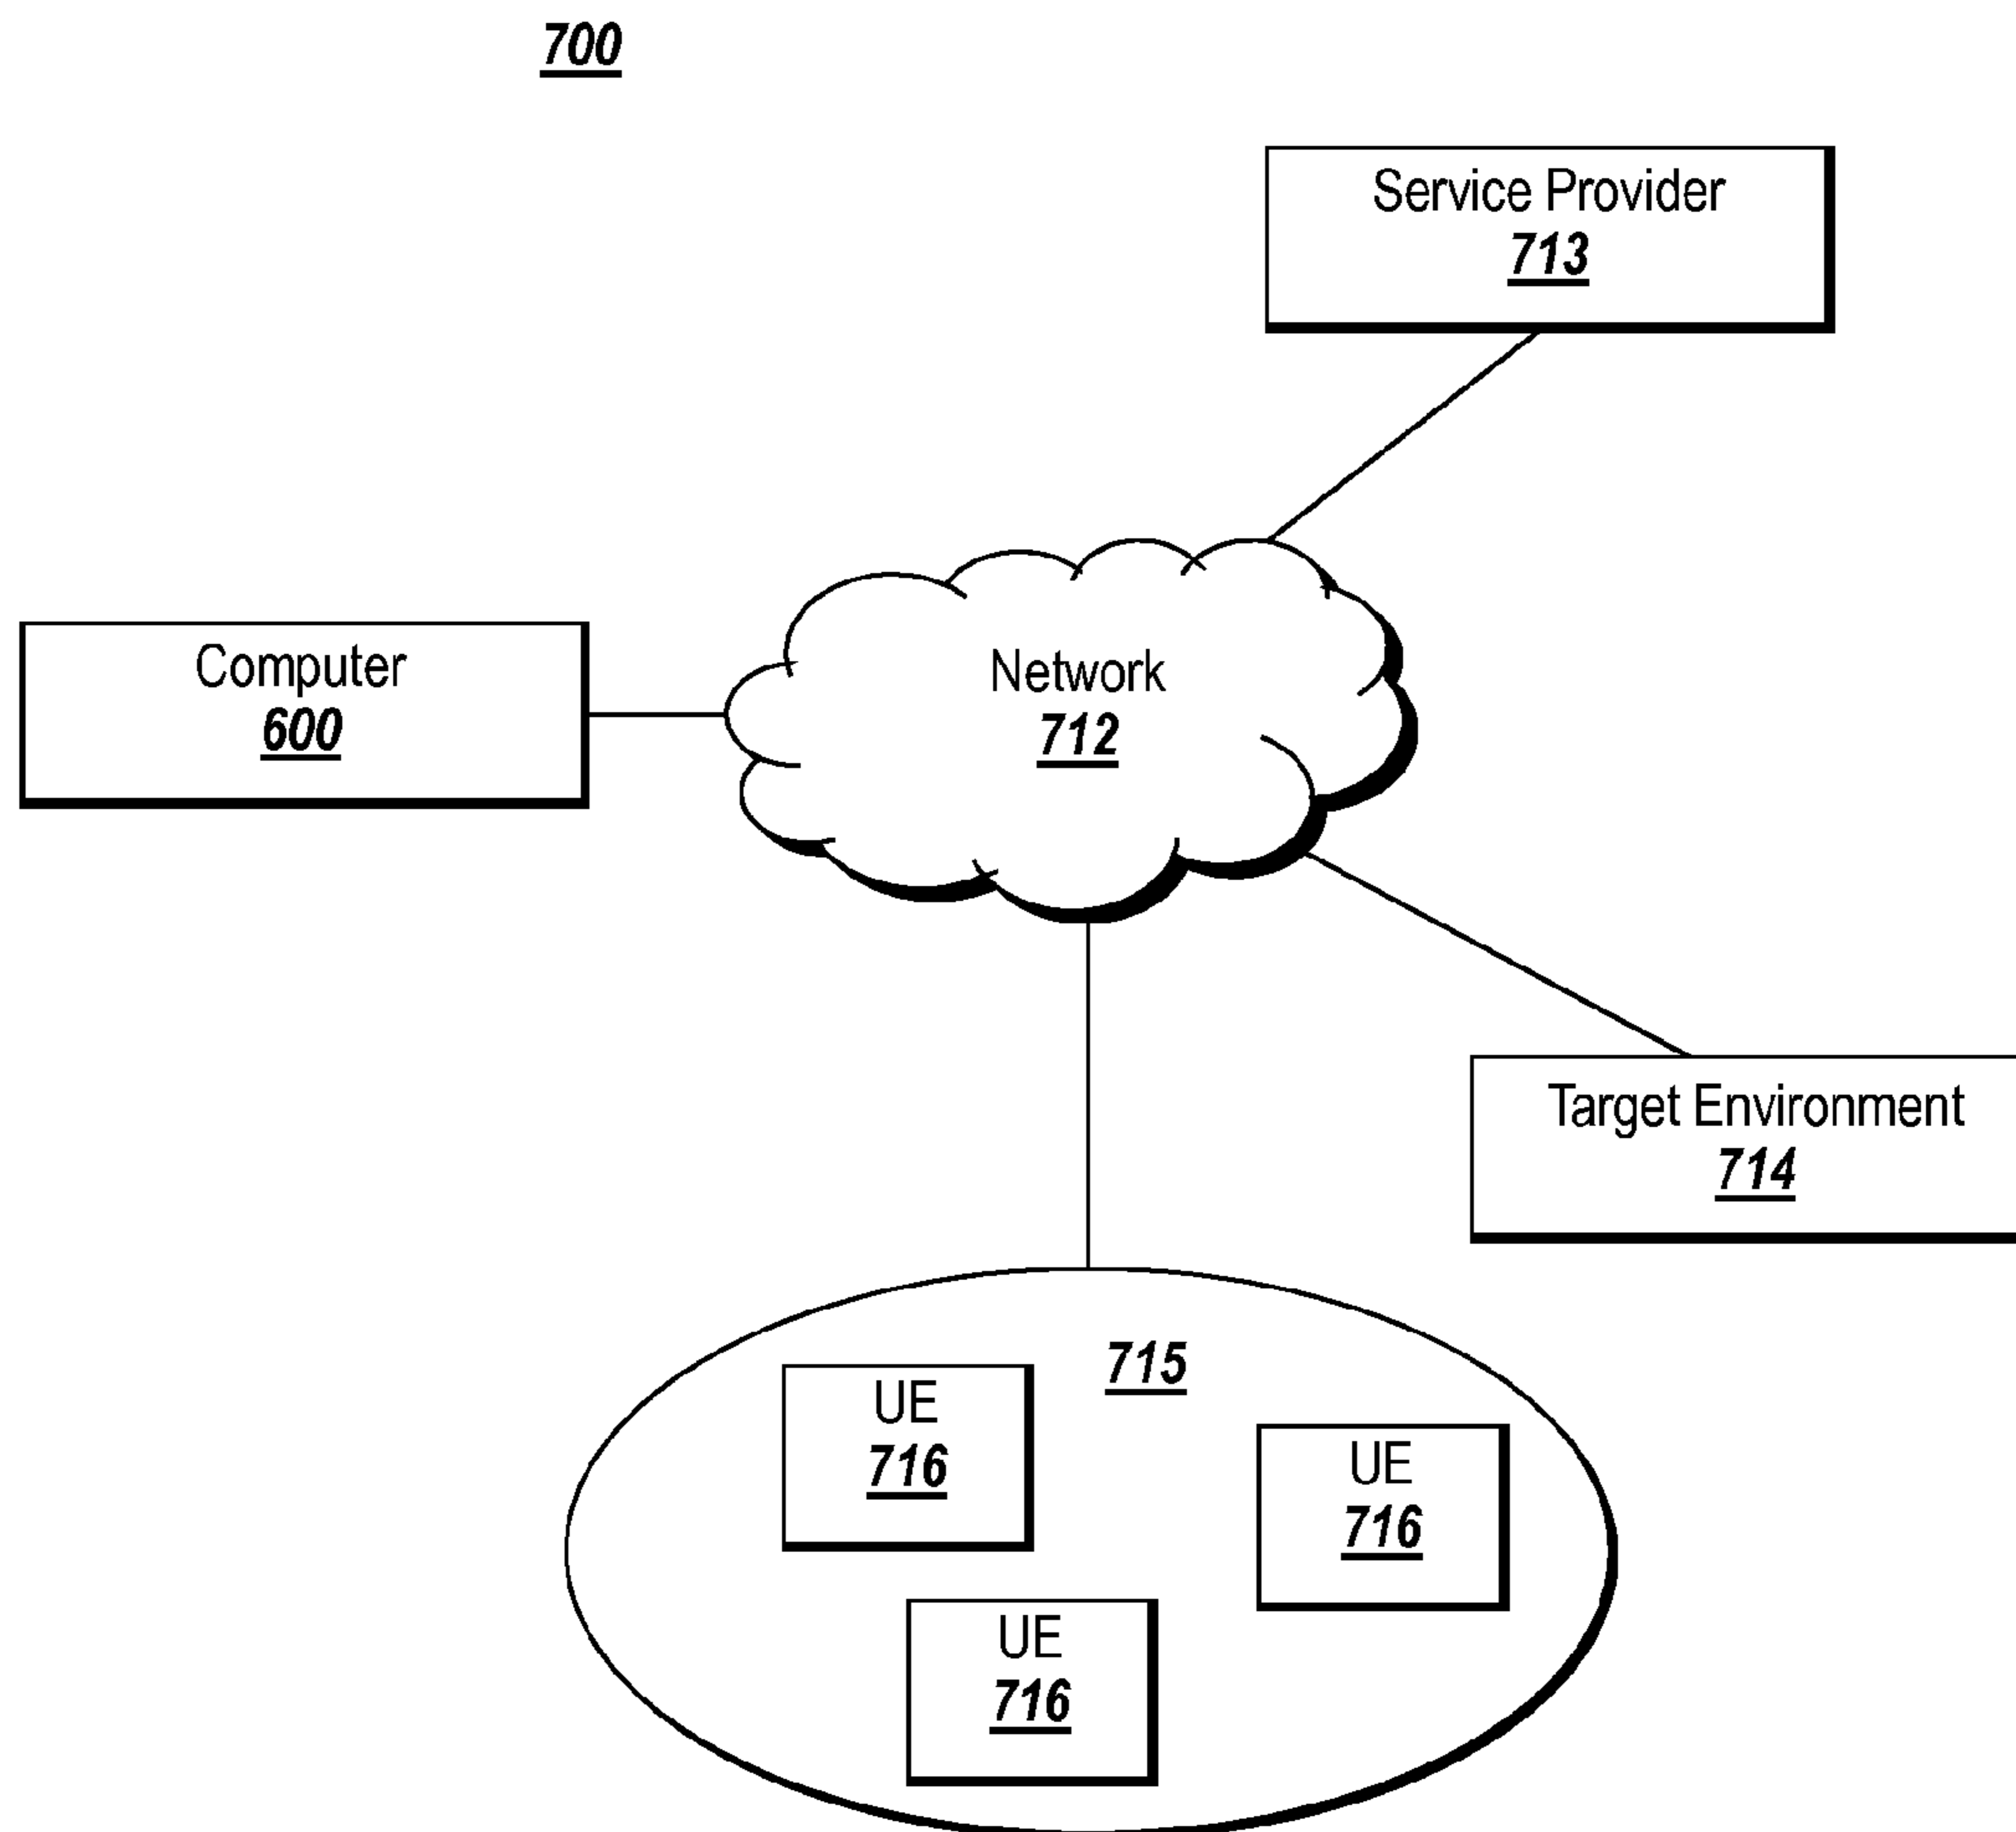 700
Service Provider
713
Computer
600
Network
712
Target Environment
714
715
UE
716
UE
716
UE
716